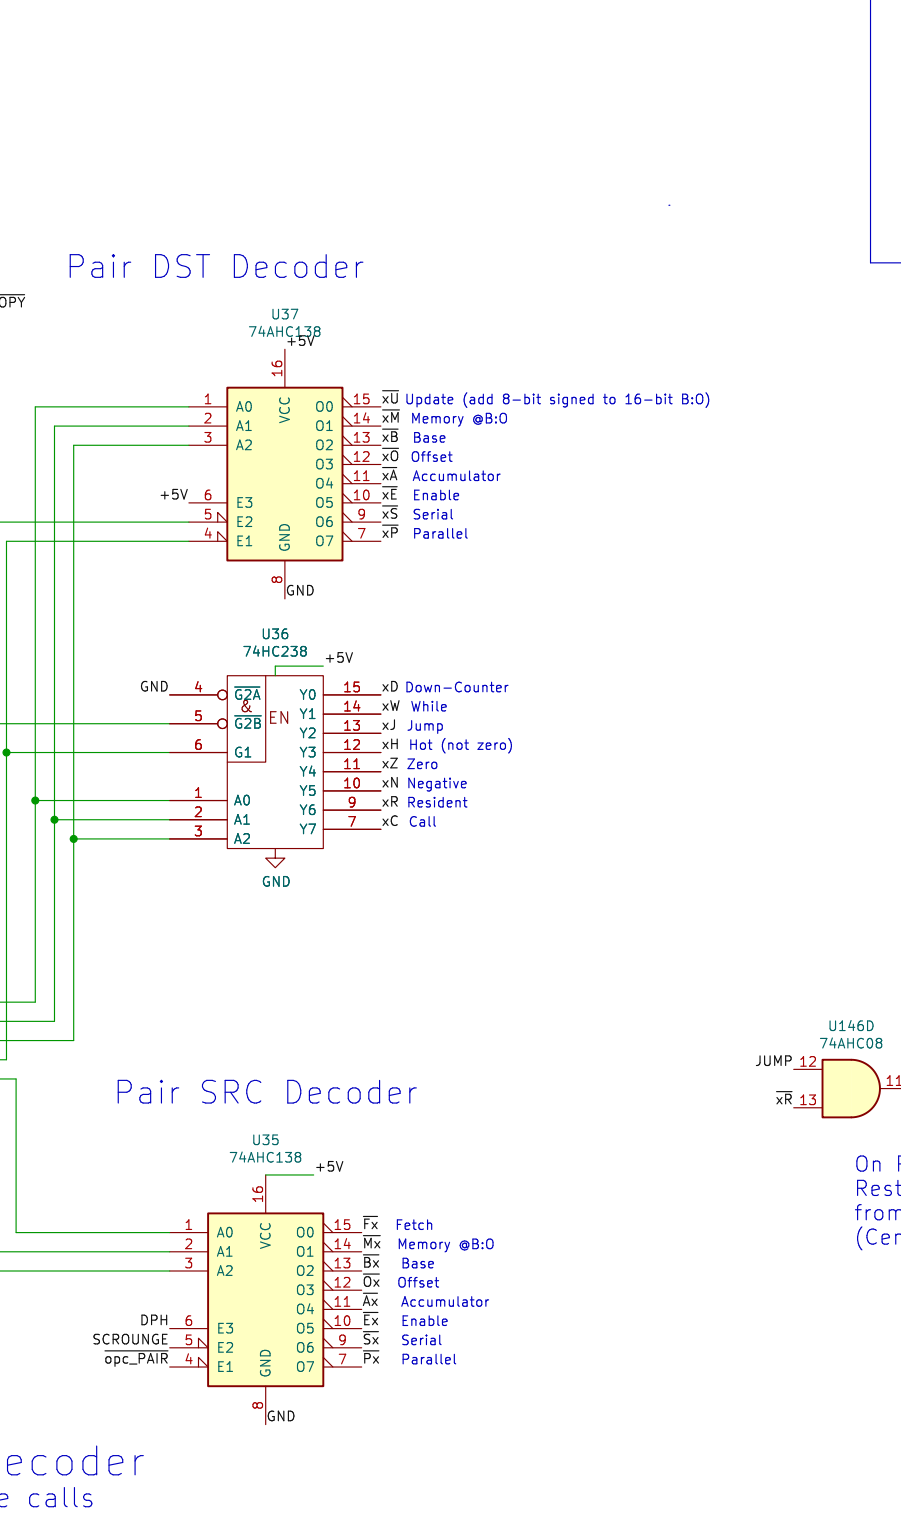 Pair DST Decoder
OPY
U37
74AHC138
+5V
16
VCC
1 A0 O0 15 xU Update (add 8-bit signed to 16-bit B:O)
2 A1 O1 14 xM Memory @B:O
3 A2 O2 13 xB Base
O3 12 xO Offset
O4 11 xA Accumulator
+5V 6 E3 O5 10 xE Enable
5 E2 O6 9 xS Serial
4 E1 O7 7 xP Parallel
GND
8
GND
U36
74HC238
+5V
GND 4 G2A Y0 15 xD Down-Counter
& EN
Y1 14 xW While
5 G2B Y2 13 xJ Jump
6 G1 Y3 12 xH Hot (not zero)
Y4 11 xZ Zero
Y5 10 xN Negative
1 A0 Y6 9 xR Resident
2 A1 Y7 7 xC Call
3 A2
GND
U146D
74AHC08
JUMP 12
11
xR 13
Pair SRC Decoder
U35
74AHC138
+5V
16
VCC
1 A0 O0 15 Fx Fetch
2 A1 O1 14 Mx Memory @B:O
3 A2 O2 13 Bx Base
O3 12 Ox Offset
O4 11 Ax Accumulator
DPH 6 E3 O5 10 Ex Enable
SCROUNGE 5 E2 O6 9 Sx Serial
opc_PAIR 4 E1 O7 7 Px Parallel
GND
8
GND
On
Rest
from
(Cer
ecoder
e calls